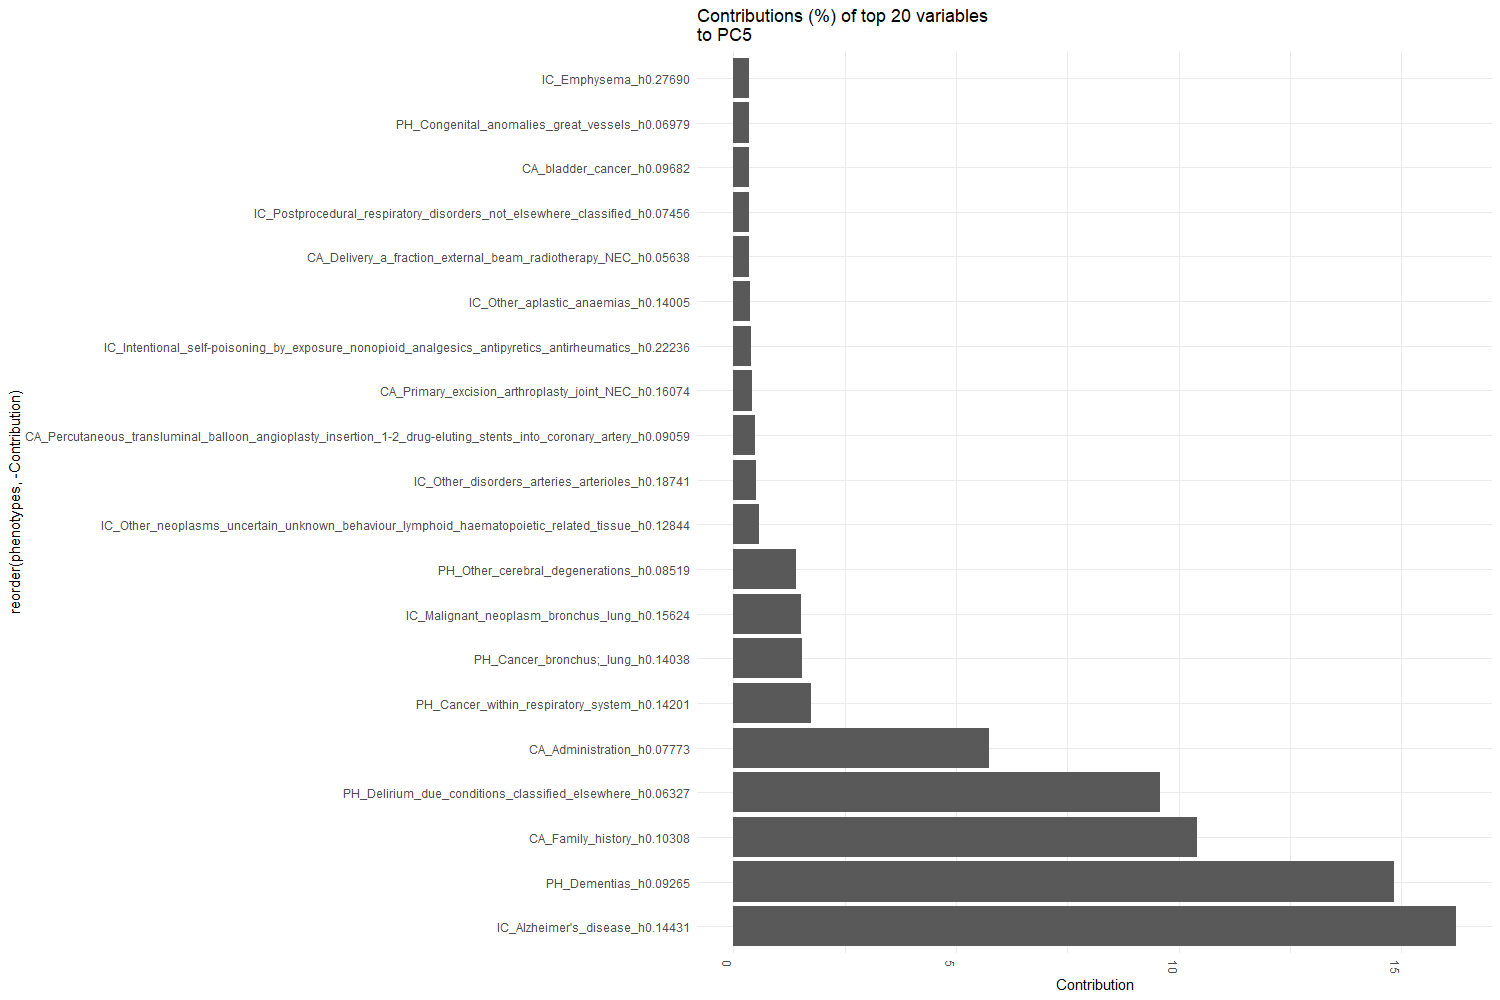 Contributions (%) of top 20 variables
to PC5
IC_Emphysema_h0.27690
PH_Congenital_anomalies_great_vessels_h0.06979
CA_bladder_cancer_h0.09682
IC_Postprocedural_respiratory_disorders_not_elsewhere_classified_h0.07456
CA_Delivery_a_fraction_external_beam_radiotherapy_NEC_h0.05638
IC_Other_aplastic_anaemias_h0.14005
IC_Intentional_self-poisoning_by_exposure_nonopioid_analgesics_antipyretics_antirheumatics_h0.22236
CA_Primary_excision_arthroplasty_joint_NEC_h0.16074
CA_Percutaneous_transluminal_balloon_angioplasty_insertion_1-2_drug-eluting_stents_into_coronary_artery_h0.09059
IC_Other_disorders_arteries_arterioles_h0.18741
IC_Other_neoplasms_uncertain_unknown_behaviour_lymphoid_haematopoietic_related_tissue_h0.12844
PH_Other_cerebral_degenerations_h0.08519
IC_Malignant_neoplasm_bronchus_lung_h0.15624
PH_Cancer_bronchus;_lung_h0.14038
PH_Cancer_within_respiratory_system_h0.14201
CA_Administration_h0.07773
PH_Delirium_due_conditions_classified_elsewhere_h0.06327
CA_Family_history_h0.10308
PH_Dementias_h0.09265
IC_Alzheimer's_disease_h0.14431
reorder(phenotypes, -Contribution)
0
5
10
15
Contribution